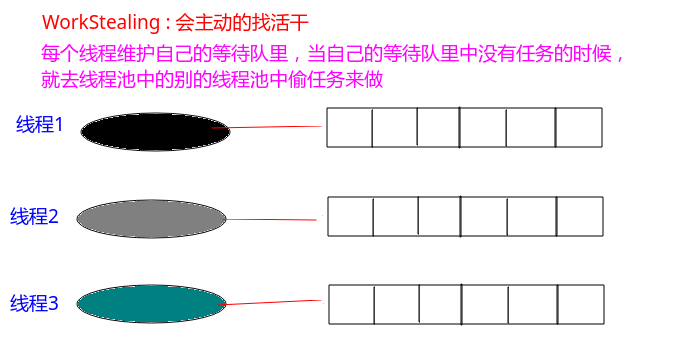 WorkStealing : 会主动的找活干
每个线程维护自己的等待队里，当自己的等待队里中没有任务的时候，
就去线程池中的别的线程池中偷任务来做
线程1
线程2
线程3